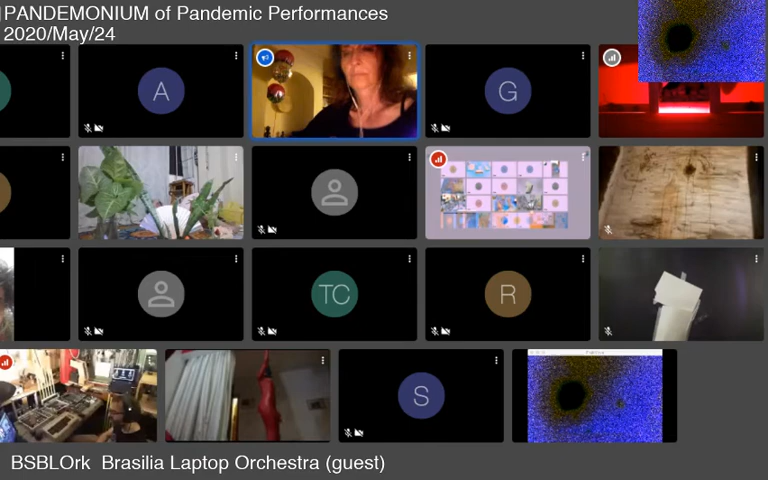 PANDEMONIUM of Pandemic Performances
2020/May/24
A
G
TC
R
S
BSBLOrk Brasilia Laptop Orchestra (guest)